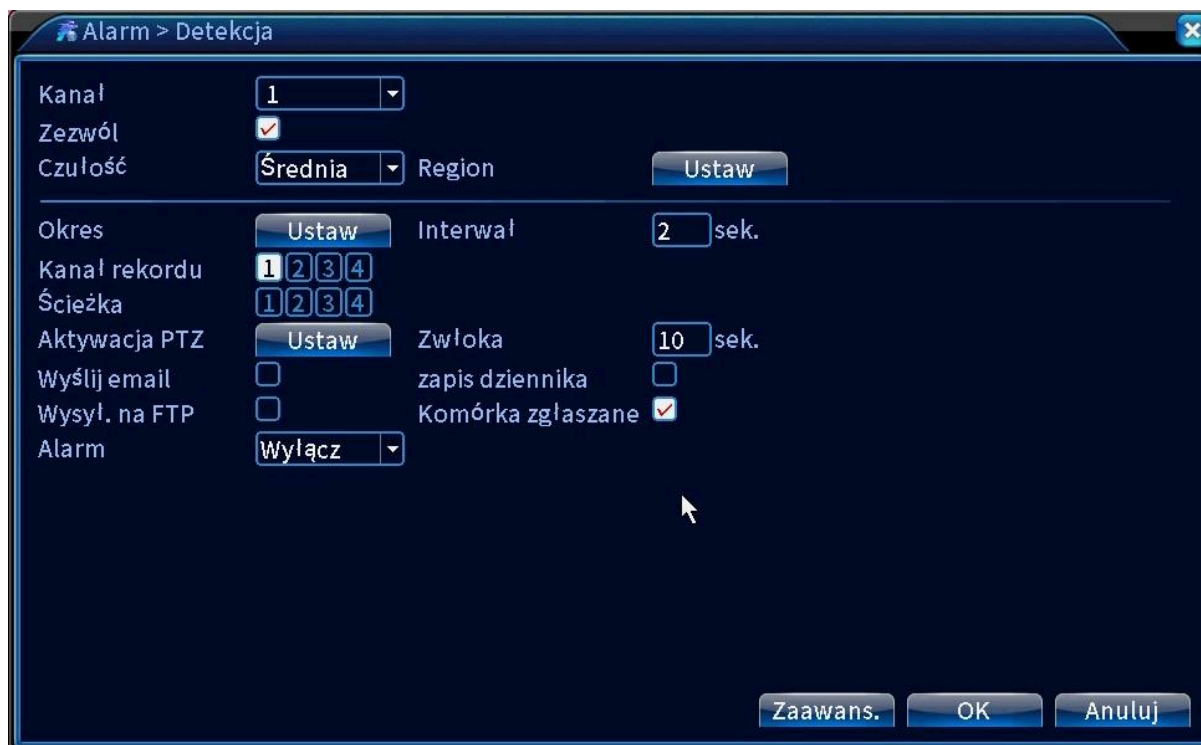 Alarm > Detekcja
Kanał 1
Zezwól
Czułość Średnia Region Ustaw
Okres Ustaw Interwał 2 sek.
Kanał rekordu 1 2 3 4
Ścieżka 1 2 3 4
Aktywacja PTZ Ustaw Zwłoka 10 sek.
Wyślij email zapis dziennika
Wysył. na FTP Komórka zgłaszane
Alarm Wyłącz
Zaawans. OK Anuluj